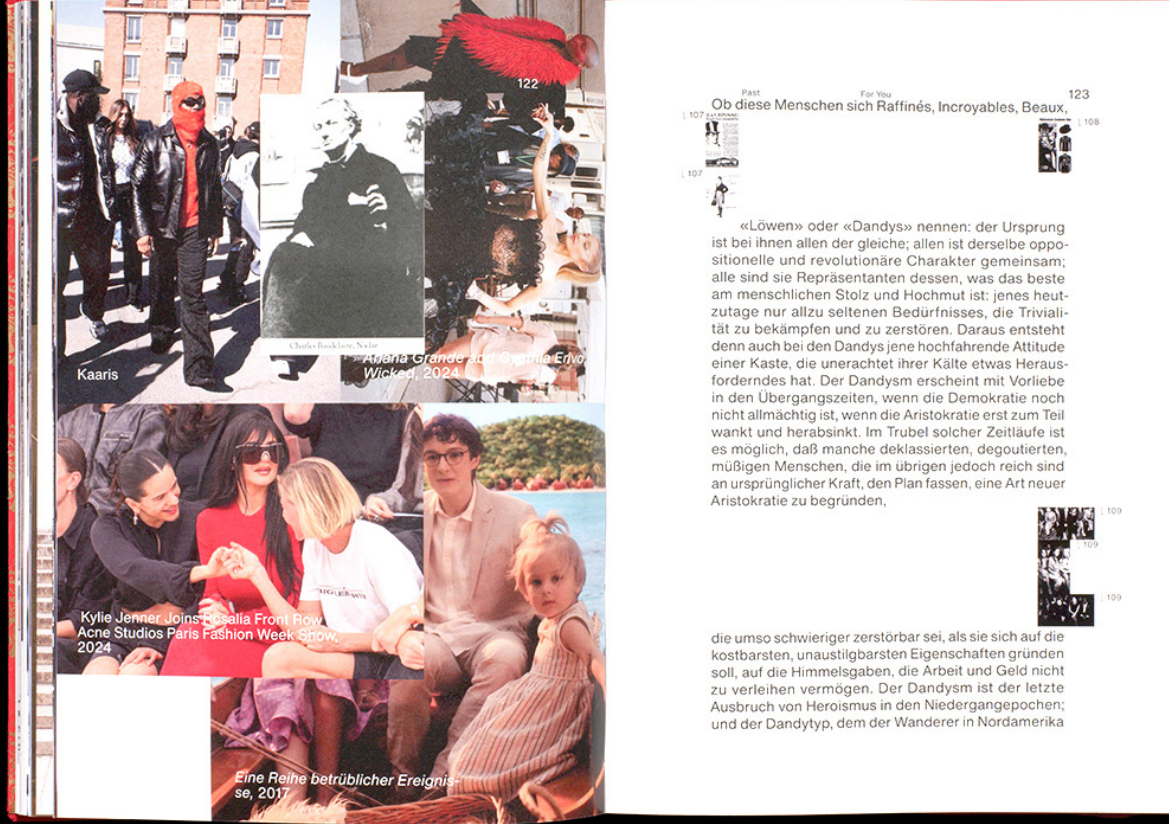 122
Charles Baudelaire, Nadar
Ariana Grande and Cynthia Erivo,
Wicked, 2024
Kaaris
Kylie Jenner Joins Rosalia Front Row
Acne Studios Paris Fashion Week Show,
2024
Eine Reihe betrüblicher Ereignis-
se, 2017
Past
For You
123
Ob diese Menschen sich Raffinés, Incroyables, Beaux,
107
108
107
«Löwen» oder «Dandys» nennen: der Ursprung
ist bei ihnen allen der gleiche; allen ist derselbe oppo-
sitionelle und revolutionäre Charakter gemeinsam;
alle sind sie Repräsentanten dessen, was das beste
am menschlichen Stolz und Hochmut ist: jenes heut-
zutage nur allzu seltenen Bedürfnisses, die Triviali-
tät zu bekämpfen und zu zerstören. Daraus entsteht
denn auch bei den Dandys jene hochfahrende Attitude
einer Kaste, die unerachtet ihrer Kälte etwas Heraus-
forderndes hat. Der Dandysm erscheint mit Vorliebe
in den Übergangszeiten, wenn die Demokratie noch
nicht allmächtig ist, wenn die Aristokratie erst zum Teil
wankt und herabsinkt. Im Trubel solcher Zeitläufe ist
es möglich, daß manche deklassierten, degoutierten,
müßigen Menschen, die im übrigen jedoch reich sind
an ursprünglicher Kraft, den Plan fassen, eine Art neuer
Aristokratie zu begründen,
109
109
109
die umso schwieriger zerstörbar sei, als sie sich auf die
kostbarsten, unaustilgbarsten Eigenschaften gründen
soll, auf die Himmelsgaben, die Arbeit und Geld nicht
zu verleihen vermögen. Der Dandysm ist der letzte
Ausbruch von Heroismus in den Niedergangepochen;
und der Dandytyp, dem der Wanderer in Nordamerika